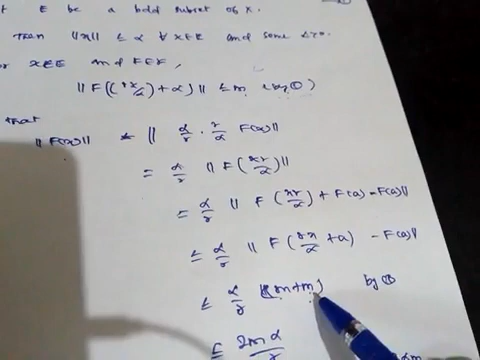 E be a bdd subset of X.
Then ||x|| ≤ α ∀ x∈E and some α>0.
or x∈E and F∈F,
|| F((rx/α) + a) || ≤ m (by ①)
that
|| F(x) || = || α/r · r/α F(x) ||
= α/r || F(xr/α) ||
= α/r || F(xr/α) + F(a) - F(a) ||
≤ α/r || F(rx/α + a) - F(a) ||
≤ α/r (m+m) by ①
≤ 2mα/r